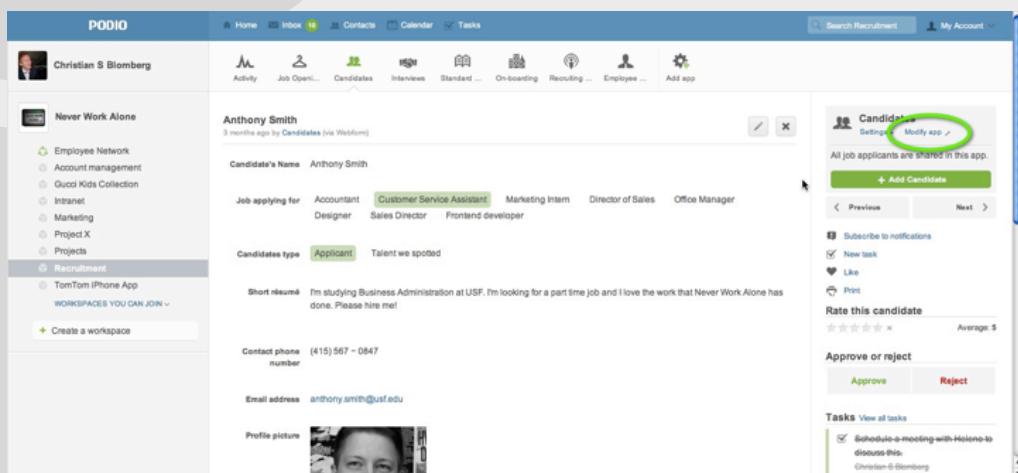 PODIO
Home Inbox 10 Contacts Calendar Tasks
Search Recruitment
My Account
Christian S Blomberg
Activity Job Openi... Candidates Interviews Standard ... On-boarding Recruiting ... Employee ... Add app
Never Work Alone
Employee Network
Account management
Gucci Kids Collection
Intranet
Marketing
Project X
Projects
Recruitment
TomTom iPhone App
WORKSPACES YOU CAN JOIN
+ Create a workspace
Anthony Smith
3 months ago by Candidates (via Webform)
Candidate's Name Anthony Smith
Job applying for Accountant Customer Service Assistant Marketing Intern Director of Sales Office Manager
Designer Sales Director Frontend developer
Candidates type Applicant Talent we spotted
Short résumé I'm studying Business Administration at USF. I'm looking for a part time job and I love the work that Never Work Alone has
done. Please hire me!
Contact phone number (415) 567 - 0847
Email address anthony.smith@usf.edu
Profile picture
Candidates
Settings Modify app
All job applicants are shared in this app.
+ Add Candidate
Previous Next
Subscribe to notifications
New task
Like
Print
Rate this candidate
Average: 5
Approve or reject
Approve Reject
Tasks View all tasks
Schedule a meeting with Helene to
discuss this.
Christian S Blomberg